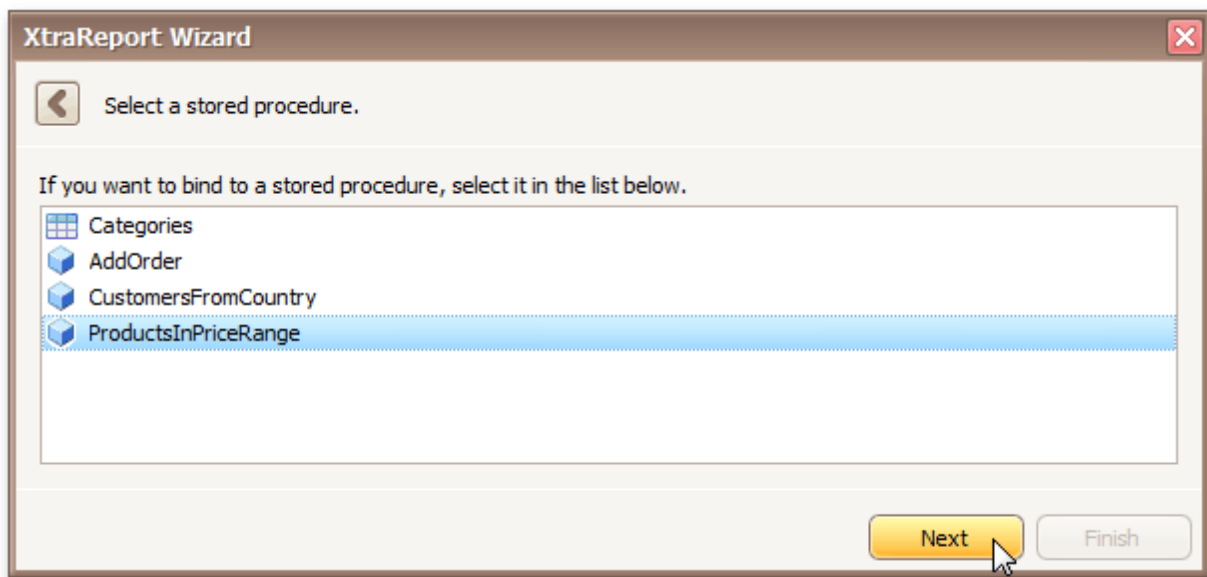 XtraReport Wizard
Select a stored procedure.
If you want to bind to a stored procedure, select it in the list below.
Categories
AddOrder
CustomersFromCountry
ProductsInPriceRange
Next
Finish